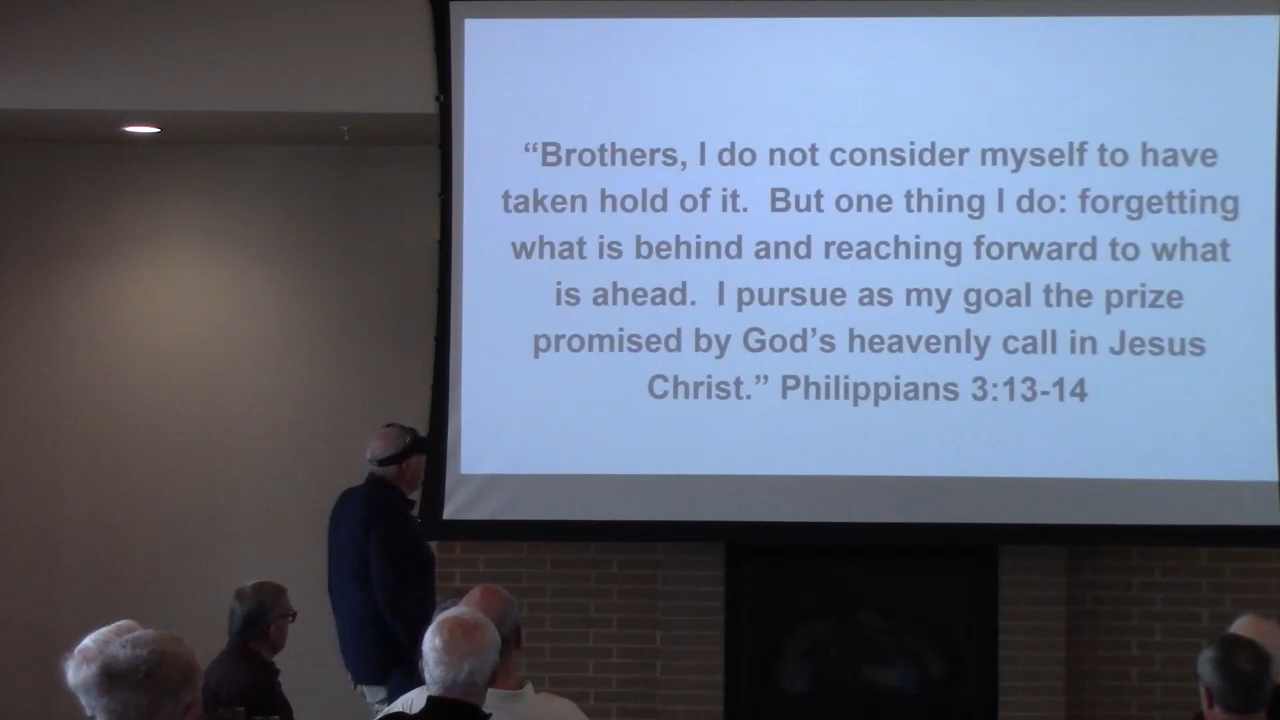 “Brothers, I do not consider myself to have
taken hold of it.  But one thing I do: forgetting
what is behind and reaching forward to what
is ahead.  I pursue as my goal the prize
promised by God’s heavenly call in Jesus
Christ.” Philippians 3:13-14